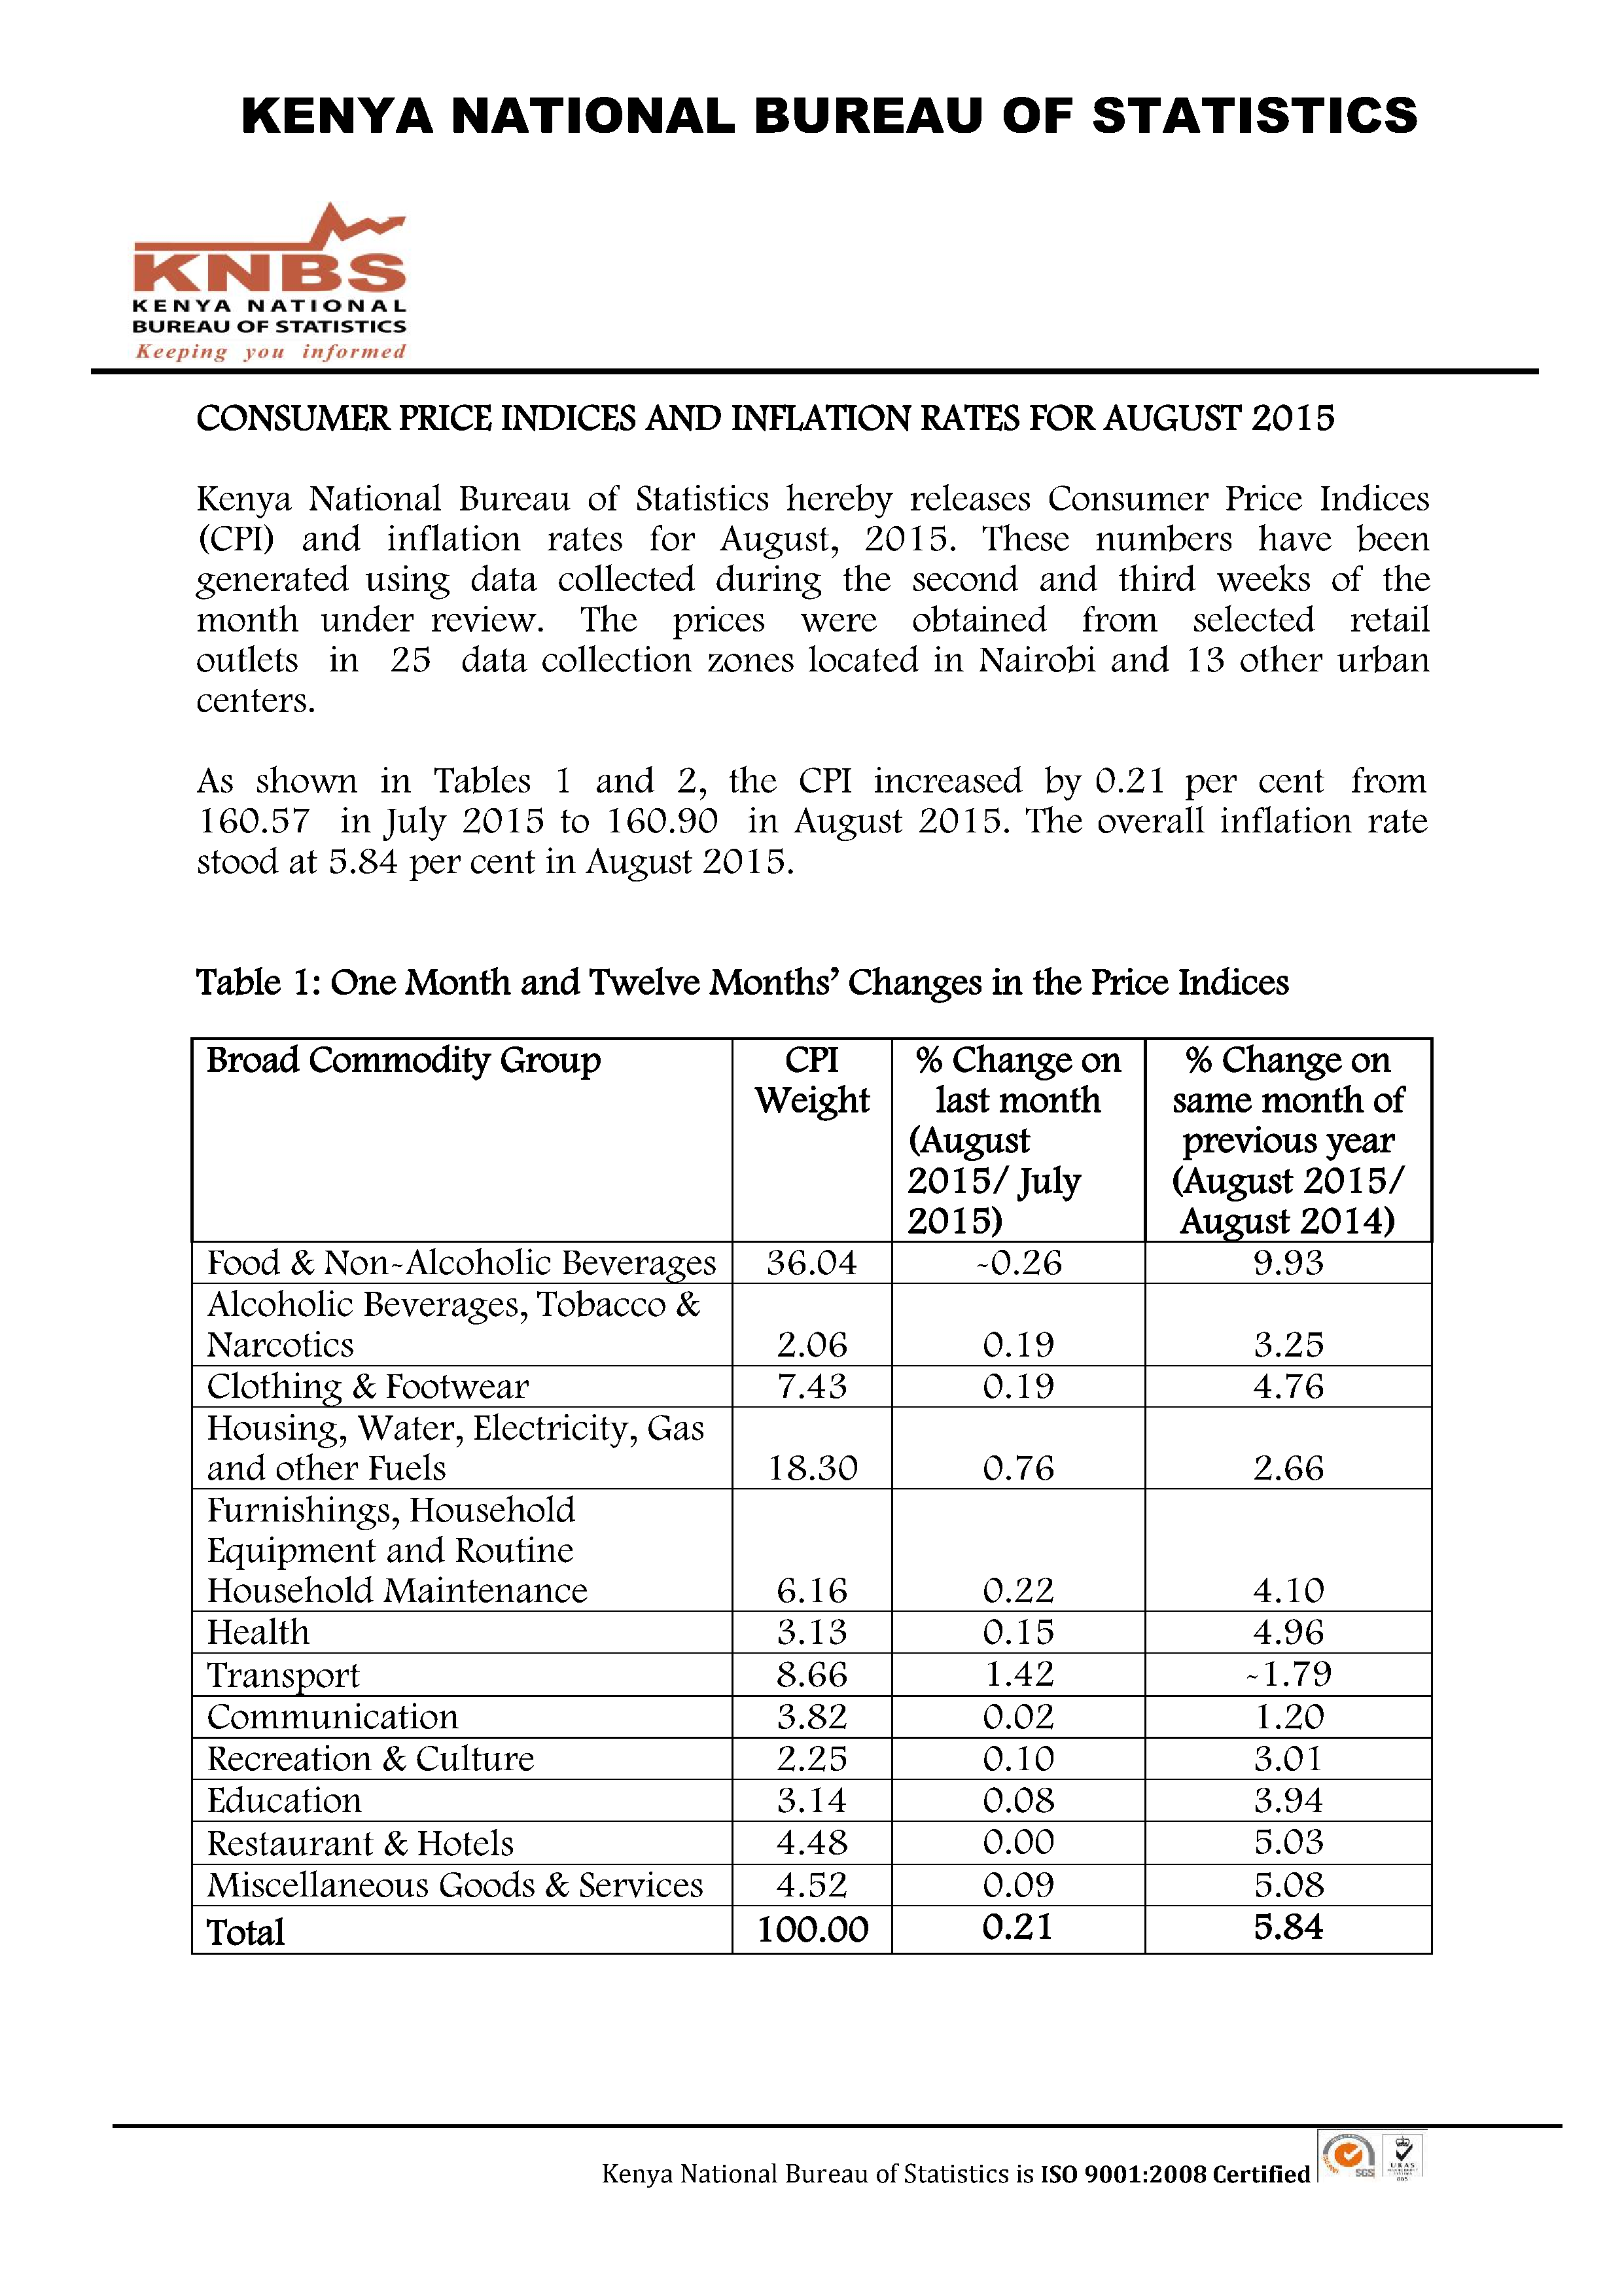 KENYA NATIONAL BUREAU OF STATISTICS
KNBS
KENYA NATIONAL
BUREAU OF STATISTICS
Keeping you informed
CONSUMER PRICE INDICES AND INFLATION RATES FOR AUGUST 2015
Kenya National Bureau of Statistics hereby releases Consumer Price Indices
(CPI) and inflation rates for August, 2015. These numbers have been
generated using data collected during the second and third weeks of the
month under review. The prices were obtained from selected retail
outlets in 25 data collection zones located in Nairobi and 13 other urban
centers.
As shown in Tables 1 and 2, the CPI increased by 0.21 per cent from
160.57 in July 2015 to 160.90 in August 2015. The overall inflation rate
stood at 5.84 per cent in August 2015.
Table 1: One Month and Twelve Months’ Changes in the Price Indices
Broad Commodity Group CPI % Change on % Change on
Weight last month same month of
(August previous year
2015/ July (August 2015/
2015) August 2014)
Food & Non-Alcoholic Beverages 36.04 -0.26 9.93
Alcoholic Beverages, Tobacco &
Narcotics 2.06 0.19 3.25
Clothing & Footwear 7.43 0.19 4.76
Housing, Water, Electricity, Gas
and other Fuels 18.30 0.76 2.66
Furnishings, Household
Equipment and Routine
Household Maintenance 6.16 0.22 4.10
Health 3.13 0.15 4.96
Transport 8.66 1.42 -1.79
Communication 3.82 0.02 1.20
Recreation & Culture 2.25 0.10 3.01
Education 3.14 0.08 3.94
Restaurant & Hotels 4.48 0.00 5.03
Miscellaneous Goods & Services 4.52 0.09 5.08
Total 100.00 0.21 5.84
Kenya National Bureau of Statistics is ISO 9001:2008 Certified
SGS
UKAS